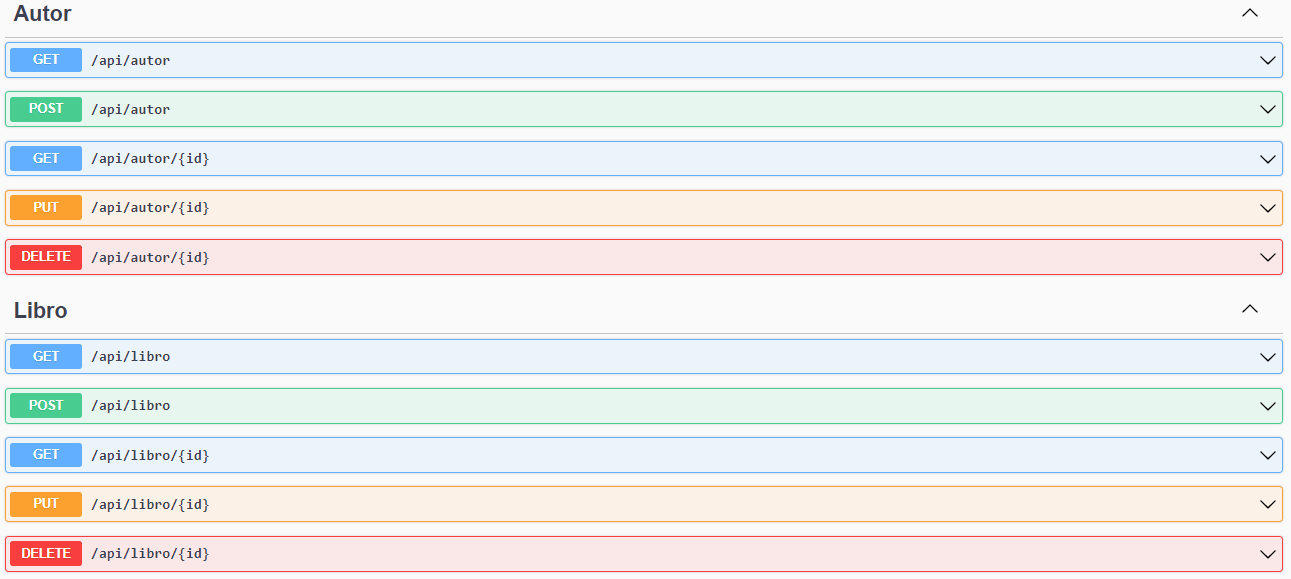 Autor
GET /api/autor
POST /api/autor
GET /api/autor/{id}
PUT /api/autor/{id}
DELETE /api/autor/{id}
Libro
GET /api/libro
POST /api/libro
GET /api/libro/{id}
PUT /api/libro/{id}
DELETE /api/libro/{id}